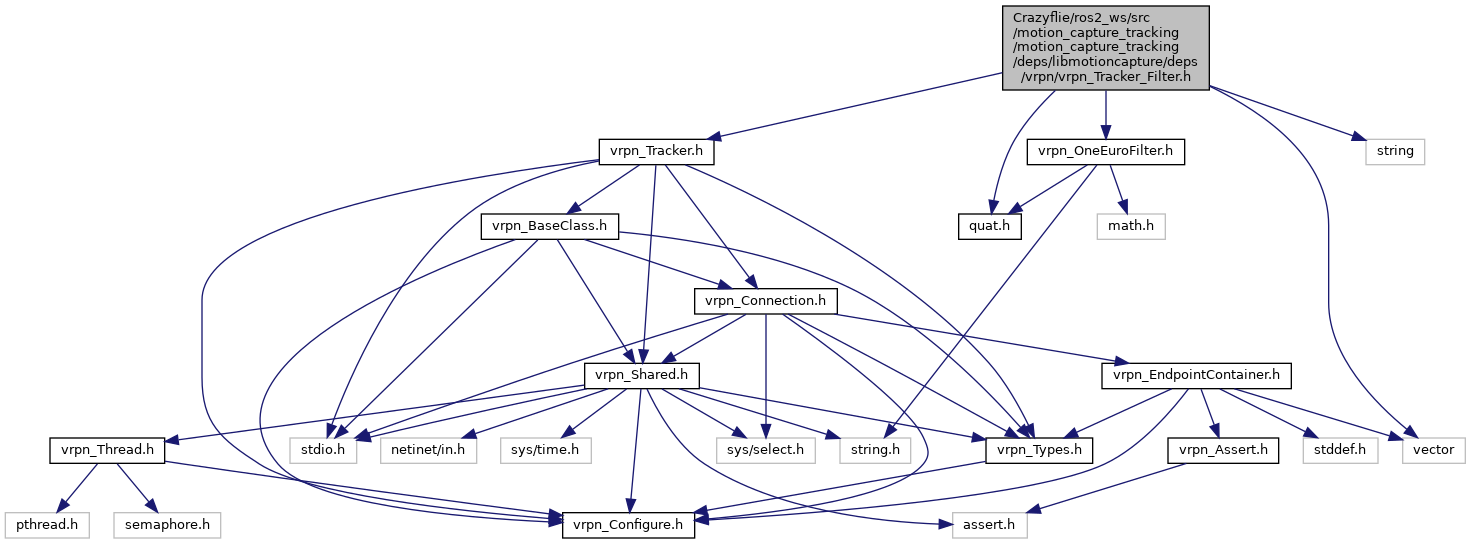 Crazyflie/ros2_ws/src
/motion_capture_tracking
/motion_capture_tracking
/deps/libmotioncapture/deps
/vrpn/vrpn_Tracker_Filter.h
vrpn_Tracker.h
vrpn_OneEuroFilter.h
string
vrpn_BaseClass.h
quat.h
math.h
vrpn_Connection.h
vrpn_Shared.h
vrpn_EndpointContainer.h
vrpn_Thread.h
stdio.h
netinet/in.h
sys/time.h
sys/select.h
string.h
vrpn_Types.h
vrpn_Assert.h
stddef.h
vector
pthread.h
semaphore.h
vrpn_Configure.h
assert.h